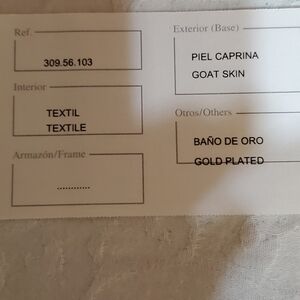 Ref.
309.56.103
Interior
TEXTIL
TEXTILE
Armazón/Frame
............
Exterior (Base)
PIEL CAPRINA
GOAT SKIN
Otros/Others
BAÑO DE ORO
GOLD PLATED